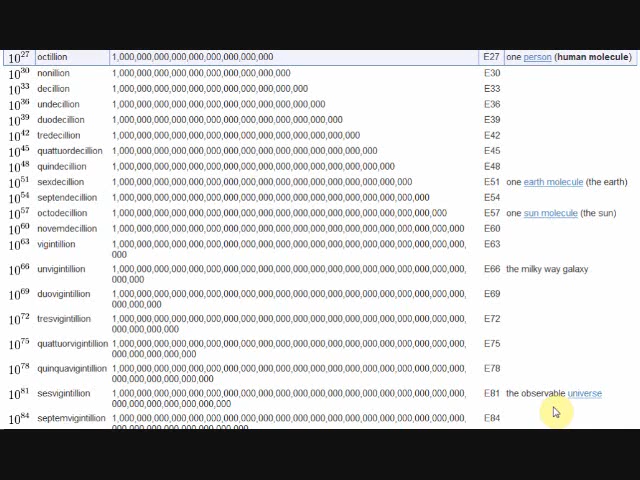 10^27 octillion 1,000,000,000,000,000,000,000,000,000 E27 one person (human molecule)
10^30 nonillion 1,000,000,000,000,000,000,000,000,000,000 E30
10^33 decillion 1,000,000,000,000,000,000,000,000,000,000,000 E33
10^36 undecillion 1,000,000,000,000,000,000,000,000,000,000,000,000 E36
10^39 duodecillion 1,000,000,000,000,000,000,000,000,000,000,000,000,000 E39
10^42 tredecillion 1,000,000,000,000,000,000,000,000,000,000,000,000,000,000 E42
10^45 quattuordecillion 1,000,000,000,000,000,000,000,000,000,000,000,000,000,000,000 E45
10^48 quindecillion 1,000,000,000,000,000,000,000,000,000,000,000,000,000,000,000,000 E48
10^51 sexdecillion 1,000,000,000,000,000,000,000,000,000,000,000,000,000,000,000,000,000 E51 one earth molecule (the earth)
10^54 septendecillion 1,000,000,000,000,000,000,000,000,000,000,000,000,000,000,000,000,000,000 E54
10^57 octodecillion 1,000,000,000,000,000,000,000,000,000,000,000,000,000,000,000,000,000,000,000 E57 one sun molecule (the sun)
10^60 novemdecillion 1,000,000,000,000,000,000,000,000,000,000,000,000,000,000,000,000,000,000,000,000 E60
10^63 vigintillion 1,000,000,000,000,000,000,000,000,000,000,000,000,000,000,000,000,000,000,000,000, E63
000
10^66 unvigintillion 1,000,000,000,000,000,000,000,000,000,000,000,000,000,000,000,000,000,000,000,000, E66 the milky way galaxy
000,000
10^69 duovigintillion 1,000,000,000,000,000,000,000,000,000,000,000,000,000,000,000,000,000,000,000,000, E69
000,000,000
10^72 tresvigintillion 1,000,000,000,000,000,000,000,000,000,000,000,000,000,000,000,000,000,000,000,000, E72
000,000,000,000
10^75 quattuorvigintillion 1,000,000,000,000,000,000,000,000,000,000,000,000,000,000,000,000,000,000,000,000, E75
000,000,000,000,000
10^78 quinquavigintillion 1,000,000,000,000,000,000,000,000,000,000,000,000,000,000,000,000,000,000,000,000, E78
000,000,000,000,000,000
10^81 sesvigintillion 1,000,000,000,000,000,000,000,000,000,000,000,000,000,000,000,000,000,000,000,000, E81 the observable universe
000,000,000,000,000,000,000
10^84 septemvigintillion 1,000,000,000,000,000,000,000,000,000,000,000,000,000,000,000,000,000,000,000,000, E84
000,000,000,000,000,000,000,000